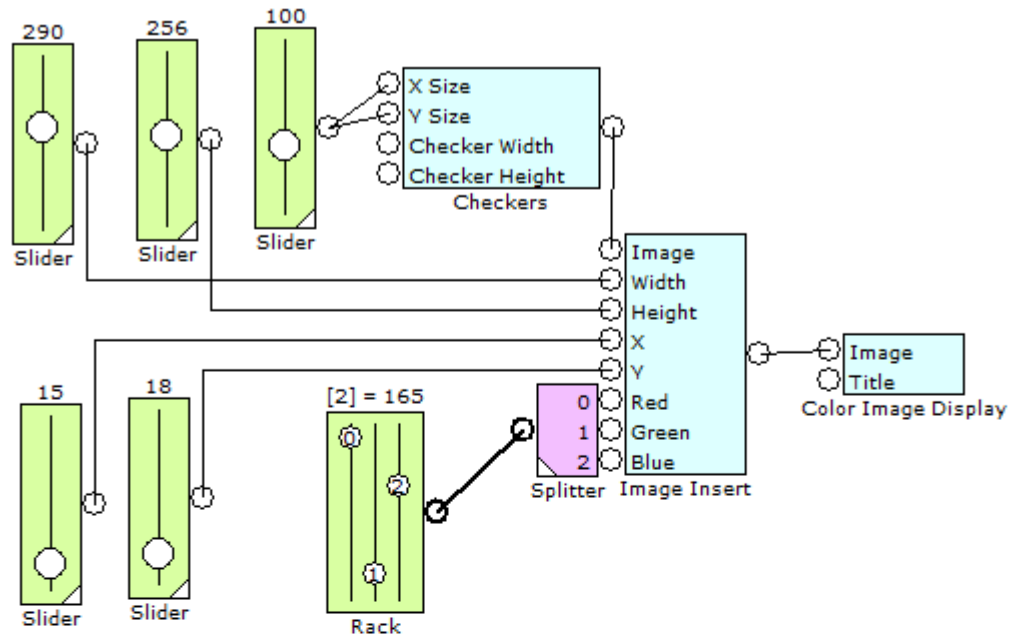 290
256
100
X Size
Y Size
Checker Width
Checker Height
Checkers
Slider
Slider
Slider
Image
Width
Height
X
Y
Red
Green
Blue
Image Insert
Image
Title
Color Image Display
15
18
[2] = 165
0
1
2
Splitter
0
2
1
Slider
Slider
Rack